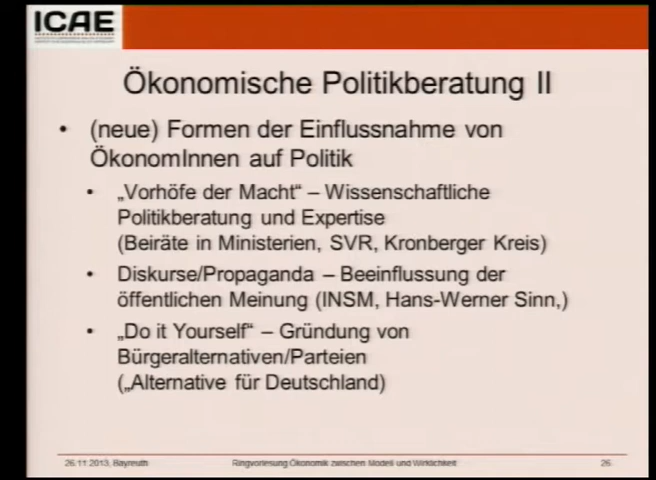 ICAE
Ökonomische Politikberatung II
• (neue) Formen der Einflussnahme von
ÖkonomInnen auf Politik
• „Vorhöfe der Macht“ – Wissenschaftliche
Politikberatung und Expertise
(Beiräte in Ministerien, SVR, Kronberger Kreis)
• Diskurse/Propaganda – Beeinflussung der
öffentlichen Meinung (INSM, Hans-Werner Sinn,)
• „Do it Yourself“ – Gründung von
Bürgeralternativen/Parteien
(„Alternative für Deutschland)
26.11.2013, Bayreuth Ringvorlesung Ökonomik zwischen Modell und Wirklichkeit 26